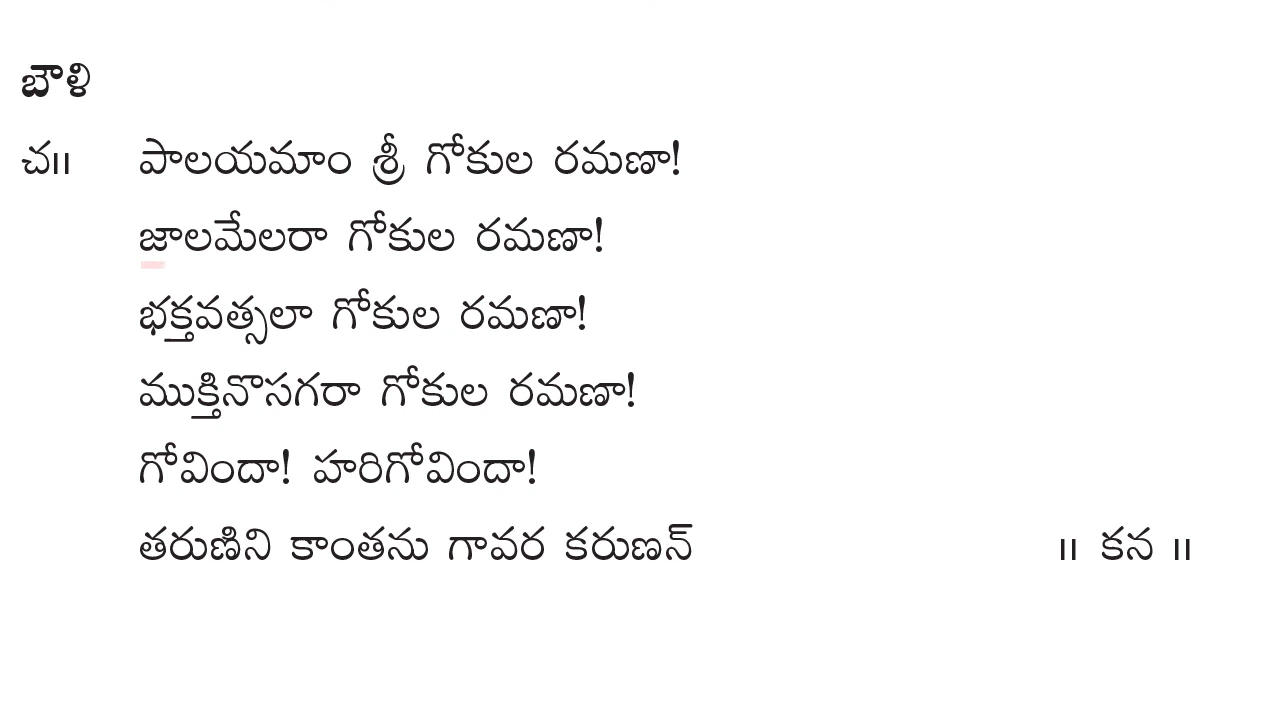 బౌళి
చ॥ పాలయమాం శ్రీ గోకుల రమణా!
జాలమేలరా గోకుల రమణా!
భక్తవత్సలా గోకుల రమణా!
ముక్తినొసగరా గోకుల రమణా!
గోవిందా! హరిగోవిందా!
తరుణిని కాంతను గావర కరుణన్ ॥ కన ॥